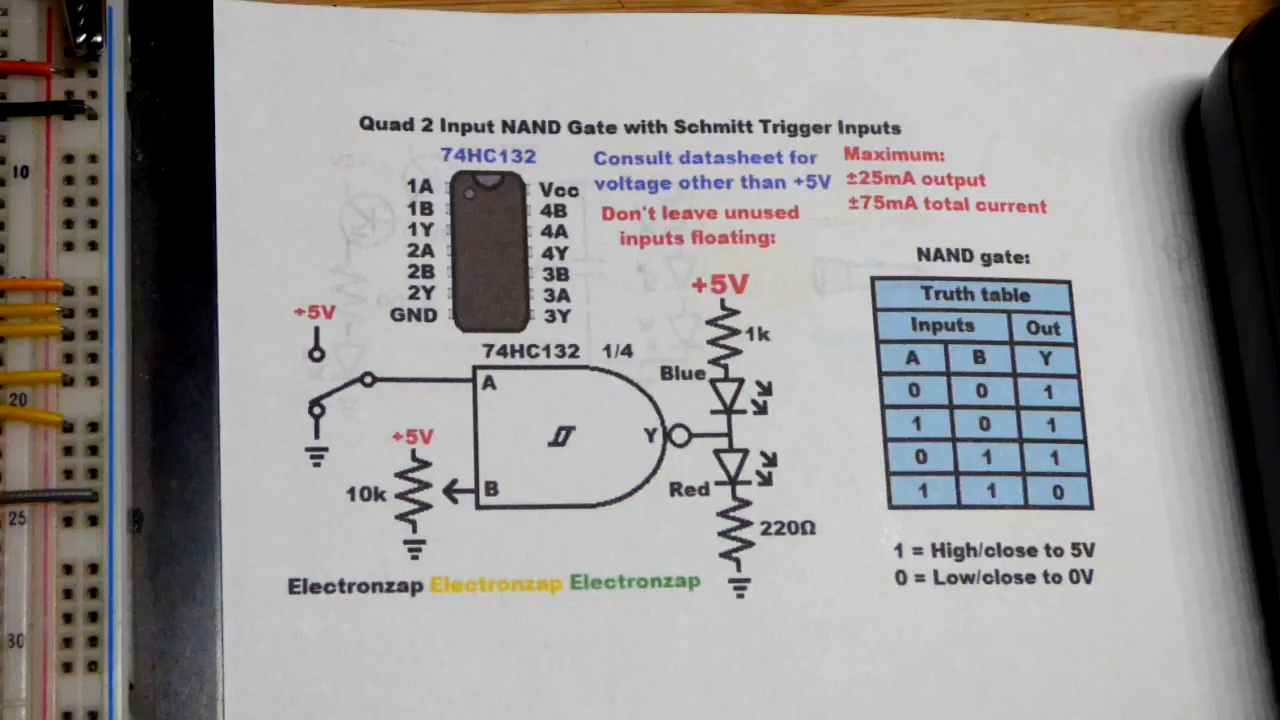 Quad 2 Input NAND Gate with Schmitt Trigger Inputs
74HC132
1A
1B
1Y
2A
2B
2Y
GND
Vcc
4B
4A
4Y
3B
3A
3Y
Consult datasheet for
voltage other than +5V
Don't leave unused
inputs floating:
Maximum:
±25mA output
±75mA total current
+5V
74HC132 1/4
A
+5V
10k
B
Y
+5V
1k
Blue
Red
220Ω
NAND gate:
Truth table
Inputs Out
A B Y
0 0 1
1 0 1
0 1 1
1 1 0
1 = High/close to 5V
0 = Low/close to 0V
Electronzap Electronzap Electronzap
10
20
25
30